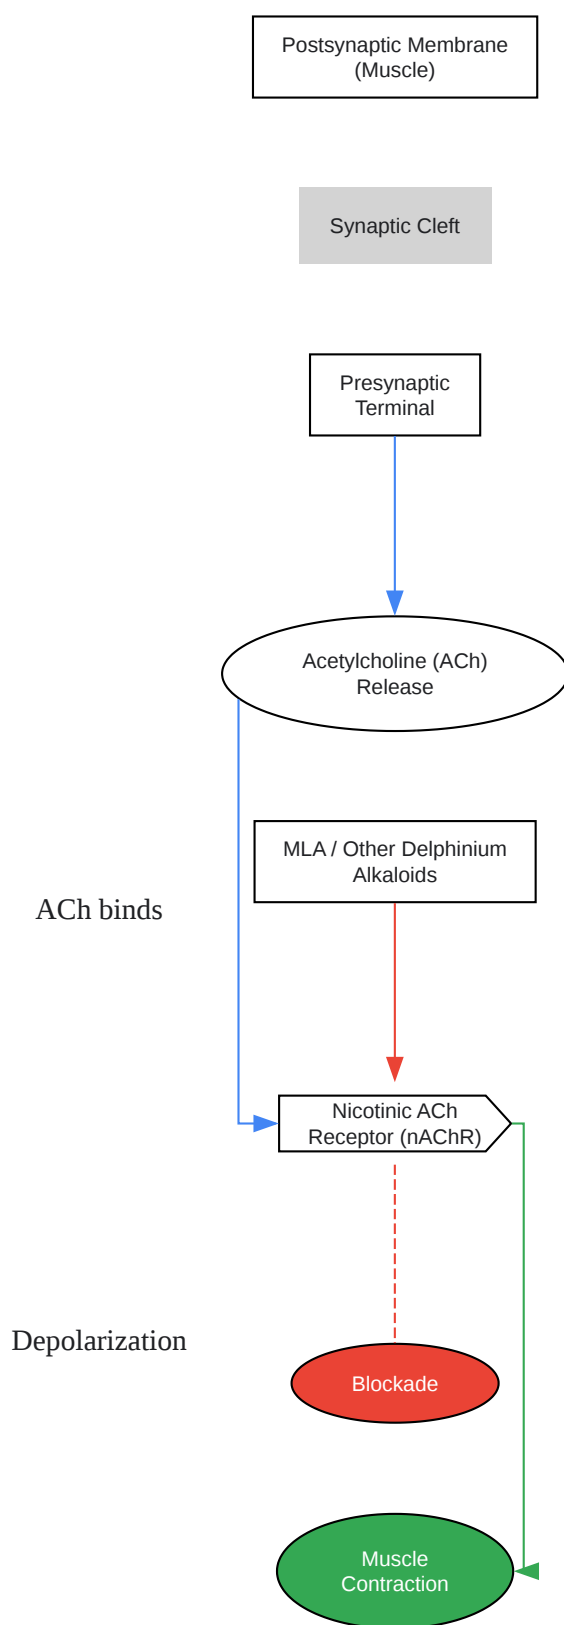 Postsynaptic Membrane
(Muscle)
Synaptic Cleft
Presynaptic
Terminal
Acetylcholine (ACh)
Release
MLA / Other Delphinium
Alkaloids
ACh binds
Nicotinic ACh
Receptor (nAChR)
Depolarization
Blockade
Muscle
Contraction